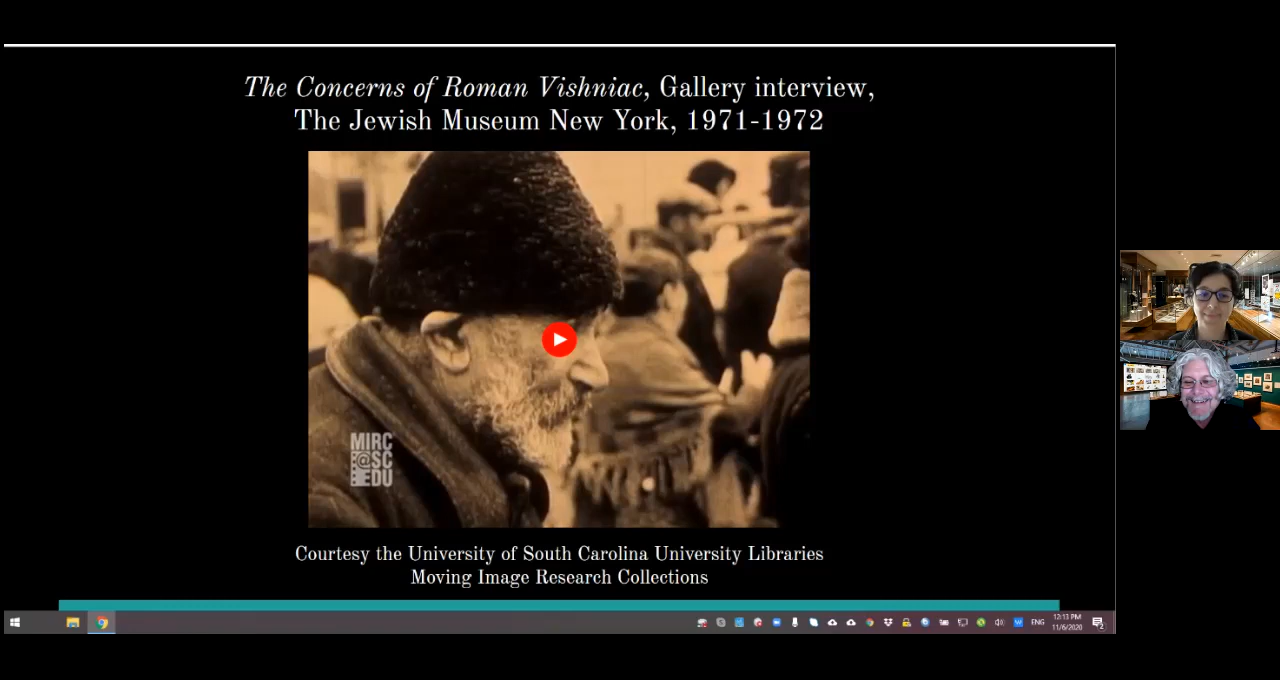 The Concerns of Roman Vishniac, Gallery interview,
The Jewish Museum New York, 1971-1972
MIRC
@SC
EDU
Courtesy the University of South Carolina University Libraries
Moving Image Research Collections
ENG
12:13 PM
11/6/2020